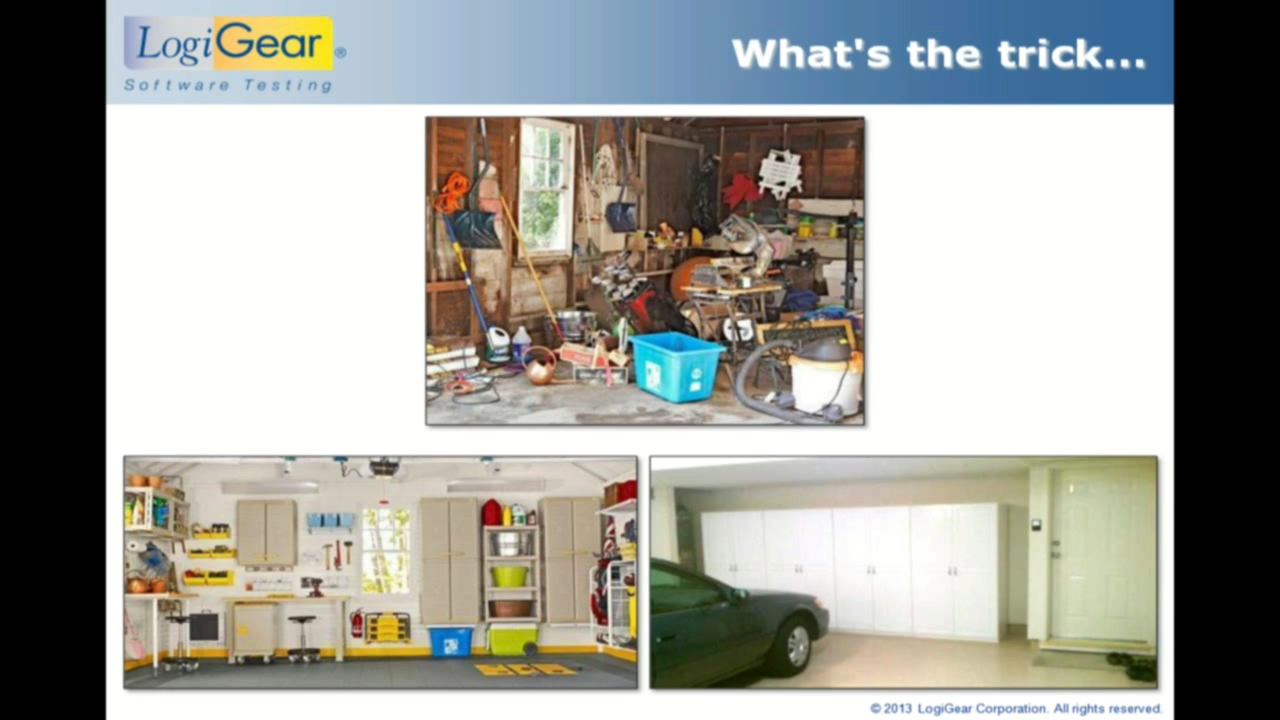 LogiGear®
Software Testing
What's the trick...
© 2013 LogiGear Corporation. All rights reserved.